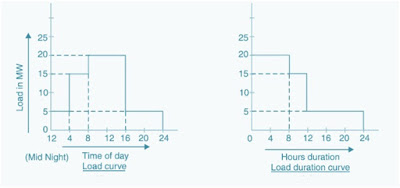 Load in MW
25
20
15
10
5
0
12 4 8 12 16 20 24
(Mid Night)
Time of day
Load curve
25
20
15
10
5
0 4 8 12 16 20 24
Hours duration
Load duration curve